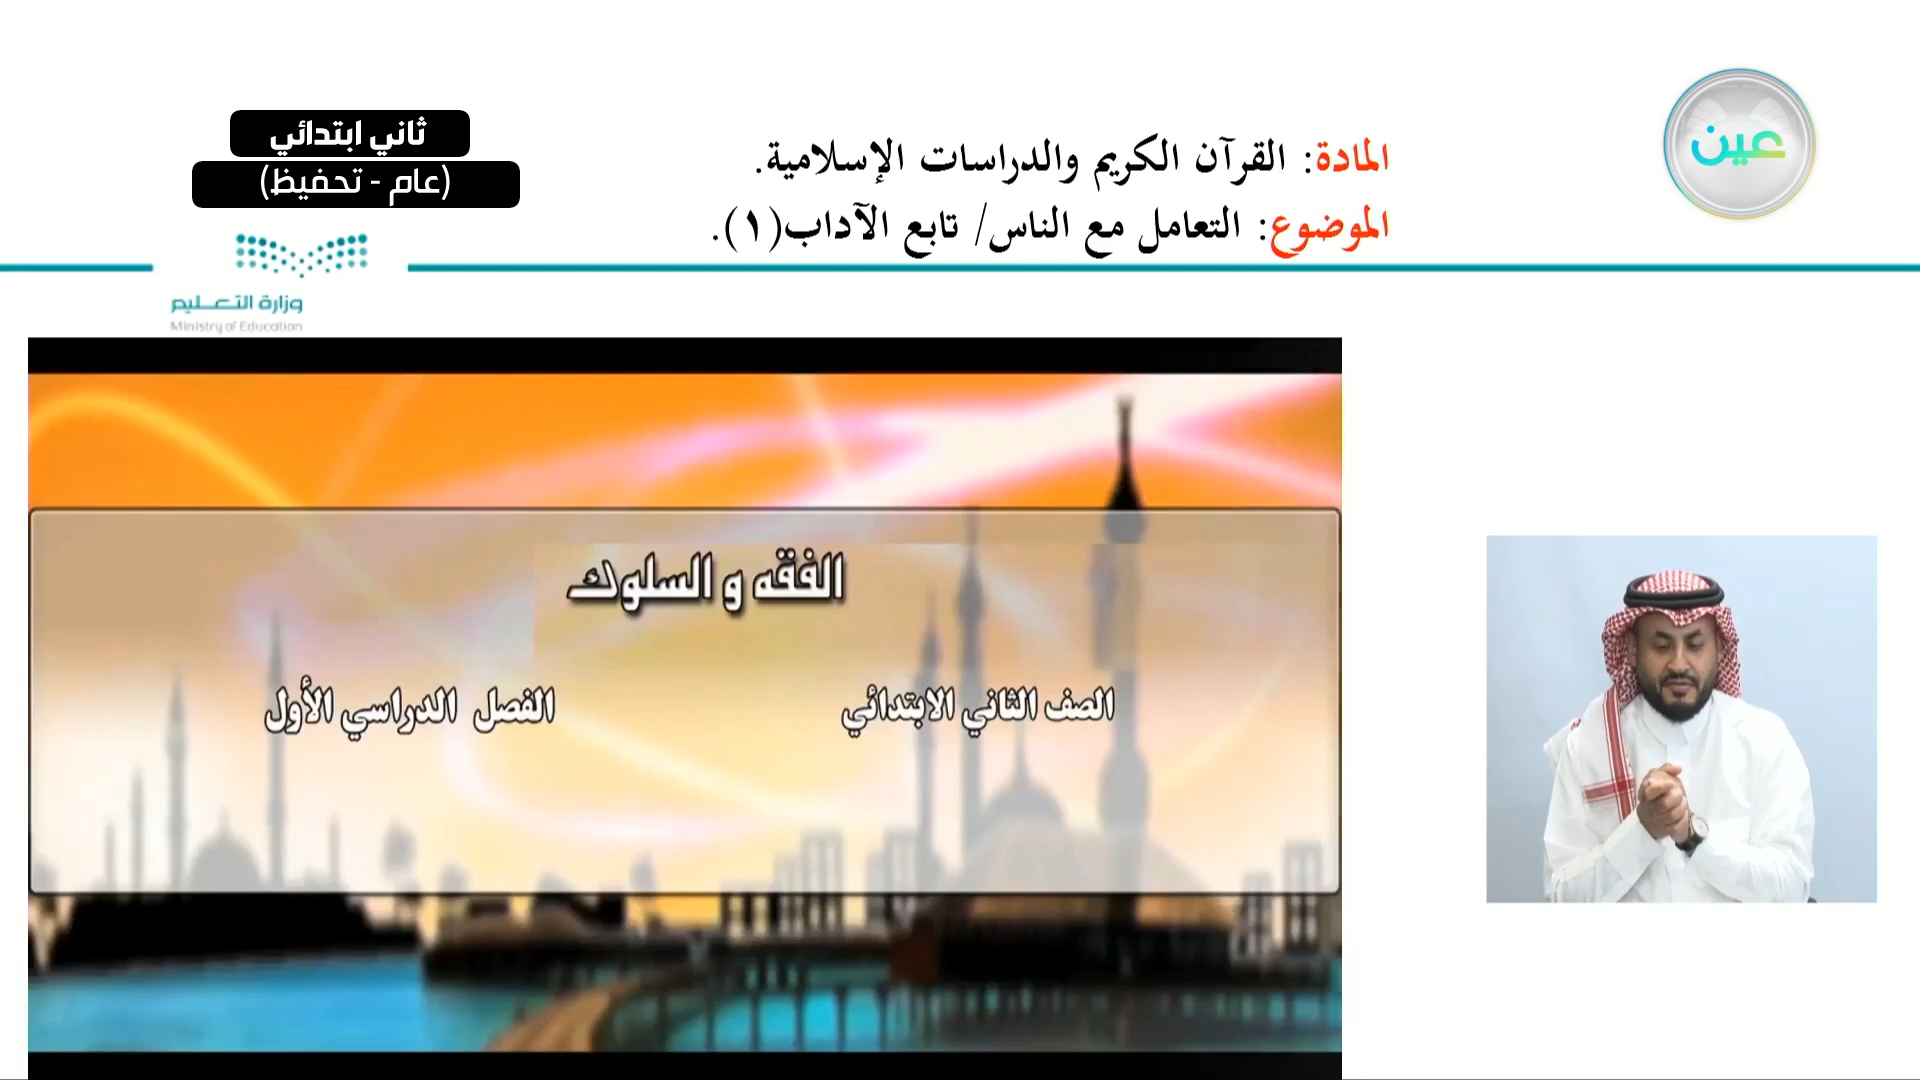 عين
المادة: القرآن الكريم والدراسات الإسلامية.
الموضوع: التعامل مع الناس/ تابع الآداب(١).
ثاني ابتدائي
(عام - تحفيظ)
وزارة التعـــليم
Ministry of Education
الفقه و السلوك
الصف الثاني الابتدائي
الفصل الدراسي الأول